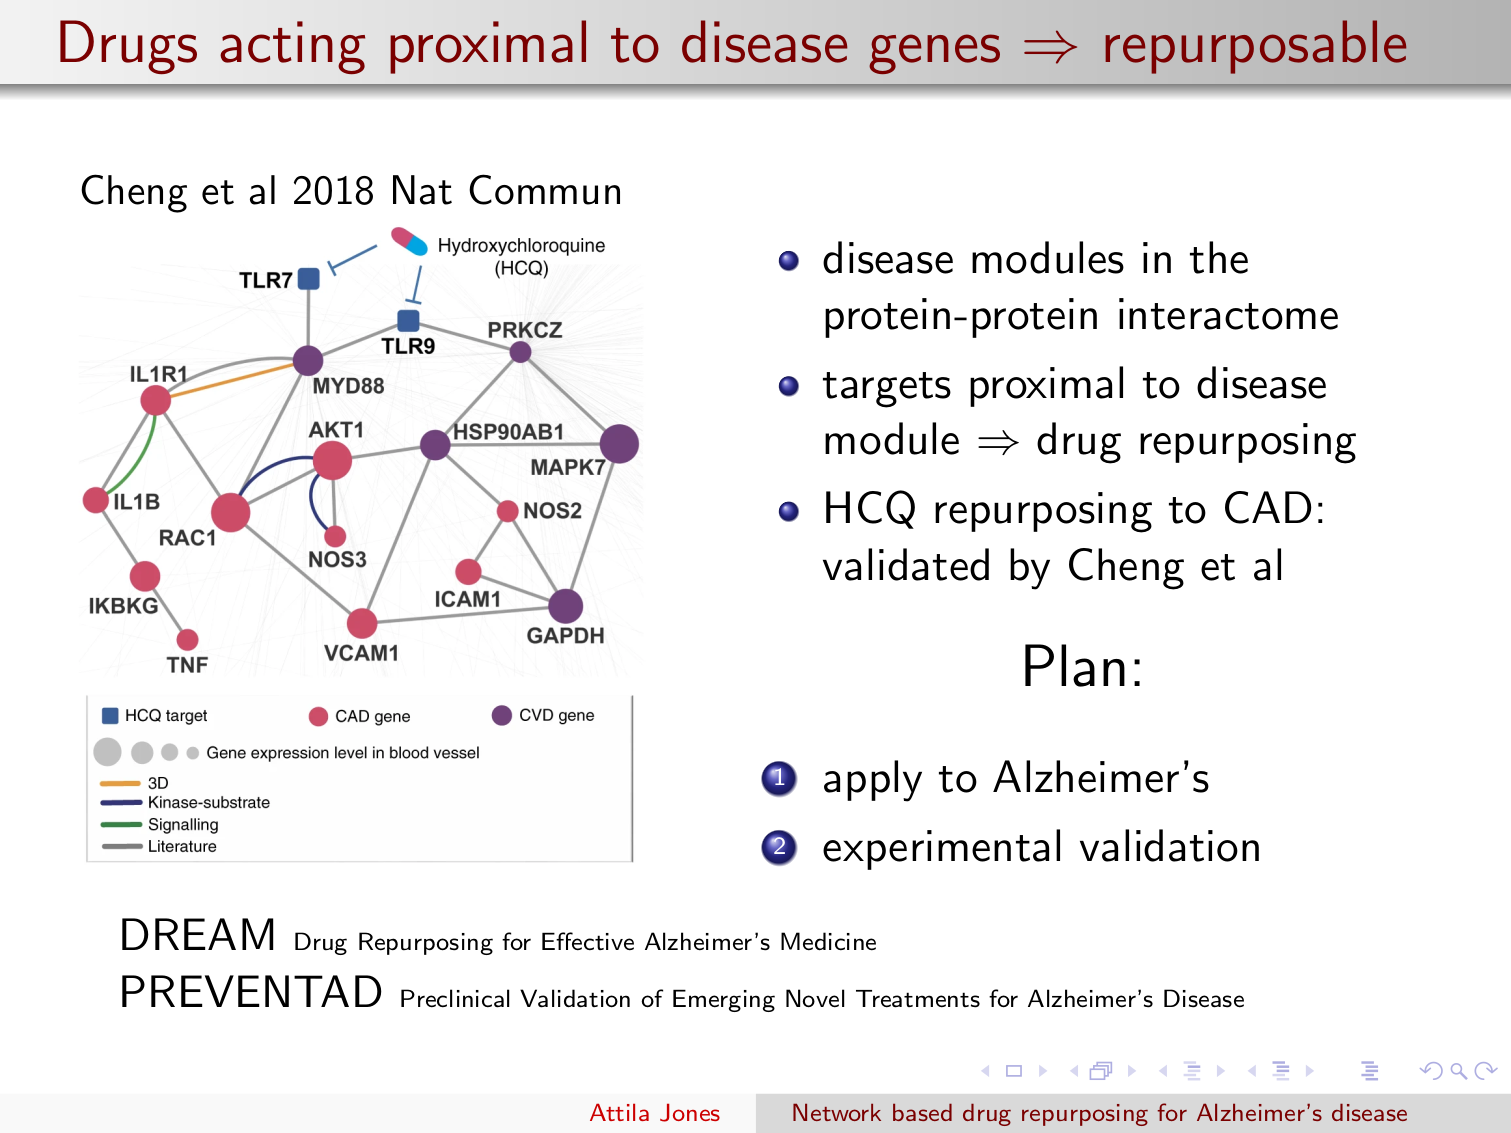 Drugs acting proximal to disease genes ⇒ repurposable
Cheng et al 2018 Nat Commun
Hydroxychloroquine
(HCQ)
TLR7
TLR9
PRKCZ
IL1R1
MYD88
AKT1
HSP90AB1
MAPK7
IL1B
NOS2
RAC1
NOS3
IKBKG
ICAM1
GAPDH
VCAM1
TNF
HCQ target
CAD gene
CVD gene
Gene expression level in blood vessel
3D
Kinase-substrate
Signalling
Literature
disease modules in the
protein-protein interactome
targets proximal to disease
module ⇒ drug repurposing
HCQ repurposing to CAD:
validated by Cheng et al
Plan:
1 apply to Alzheimer's
2 experimental validation
DREAM Drug Repurposing for Effective Alzheimer's Medicine
PREVENTAD Preclinical Validation of Emerging Novel Treatments for Alzheimer's Disease
Attila Jones
Network based drug repurposing for Alzheimer's disease